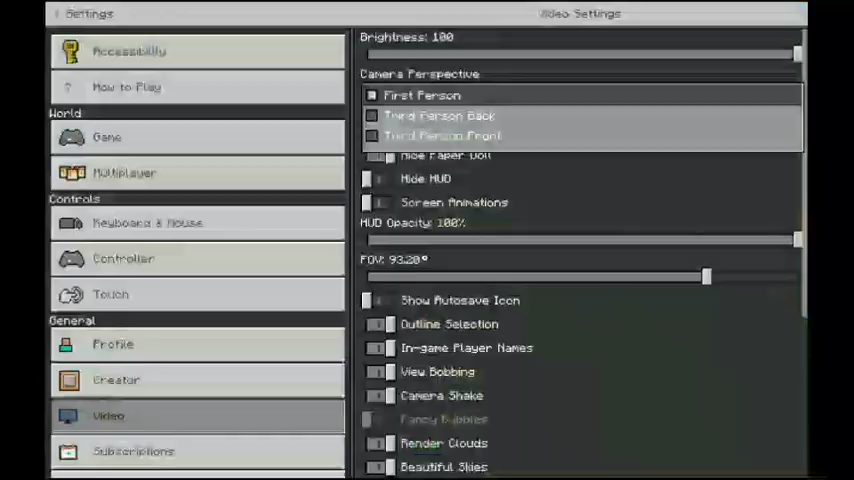 Settings
Video Settings
Accessibility
? How to Play
World
Game
Multiplayer
Controls
Keyboard & Mouse
Controller
Touch
General
Profile
Creator
Video
Subscriptions
Brightness: 100
Camera Perspective
First Person
Third Person Back
Third Person Front
Hide Paper Doll
Hide HUD
Screen Animations
HUD Opacity: 100%
FOV: 93.20°
Show Autosave Icon
Outline Selection
In-game Player Names
View Bobbing
Camera Shake
Fancy Bubbles
Render Clouds
Beautiful Skies